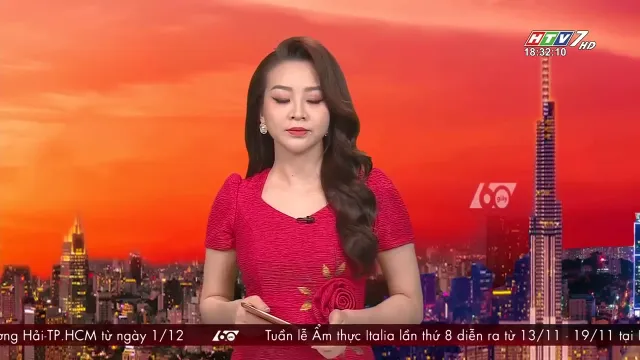 HTV7 HD
18:32:10
60 giây
ơng Hải-TP.HCM từ ngày 1/12 60 Tuần lễ Ẩm thực Italia lần thứ 8 diễn ra từ 13/11 - 19/11 tại